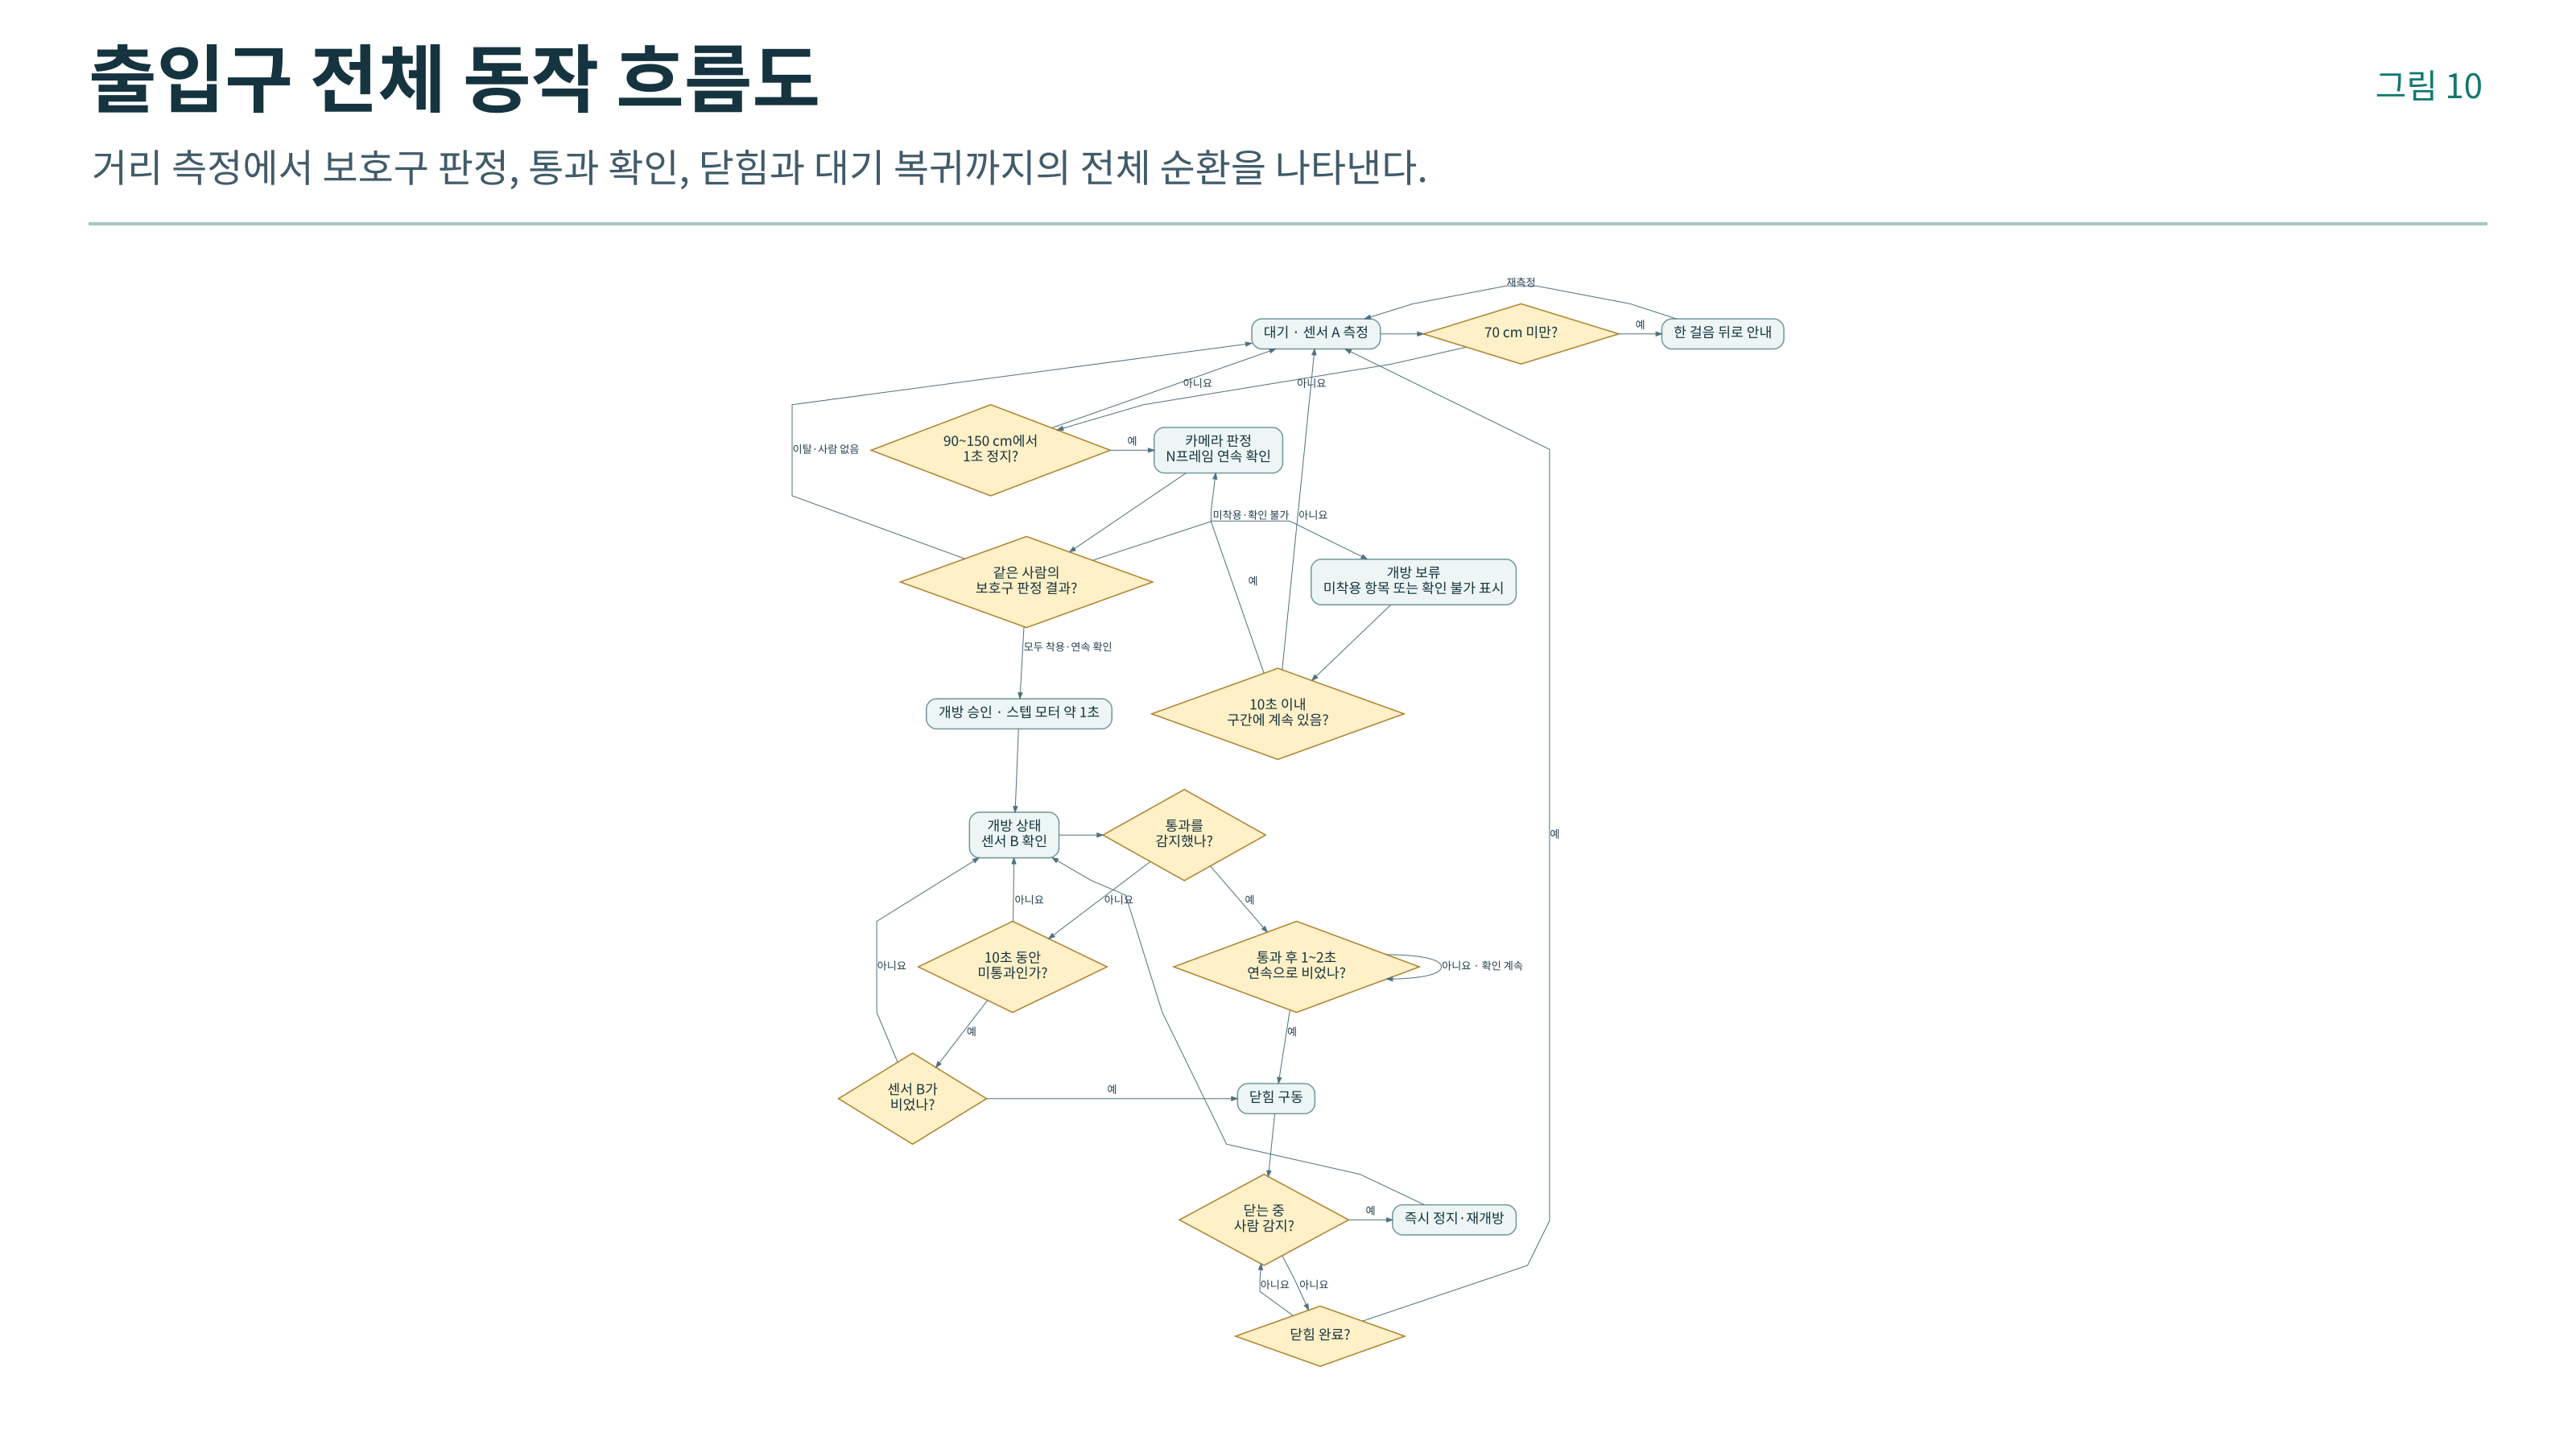 출입구 전체 동작 흐름도
그림 10
거리 측정에서 보호구 판정, 통과 확인, 닫힘과 대기 복귀까지의 전체 순환을 나타낸다.
재측정
대기 · 센서 A 측정
70 cm 미만?
예
한 걸음 뒤로 안내
아니요
아니요
이탈·사람 없음
90~150 cm에서
1초 정지?
예
카메라 판정
N프레임 연속 확인
미착용·확인 불가
아니요
같은 사람의
보호구 판정 결과?
예
개방 보류
미착용 항목 또는 확인 불가 표시
모두 착용·연속 확인
개방 승인 · 스텝 모터 약 1초
10초 이내
구간에 계속 있음?
개방 상태
센서 B 확인
통과를
감지했나?
예
아니요
아니요
예
아니요
10초 동안
미통과인가?
통과 후 1~2초
연속으로 비었나?
아니요 · 확인 계속
예
예
센서 B가
비었나?
예
닫힘 구동
닫는 중
사람 감지?
예
즉시 정지·재개방
아니요
아니요
닫힘 완료?